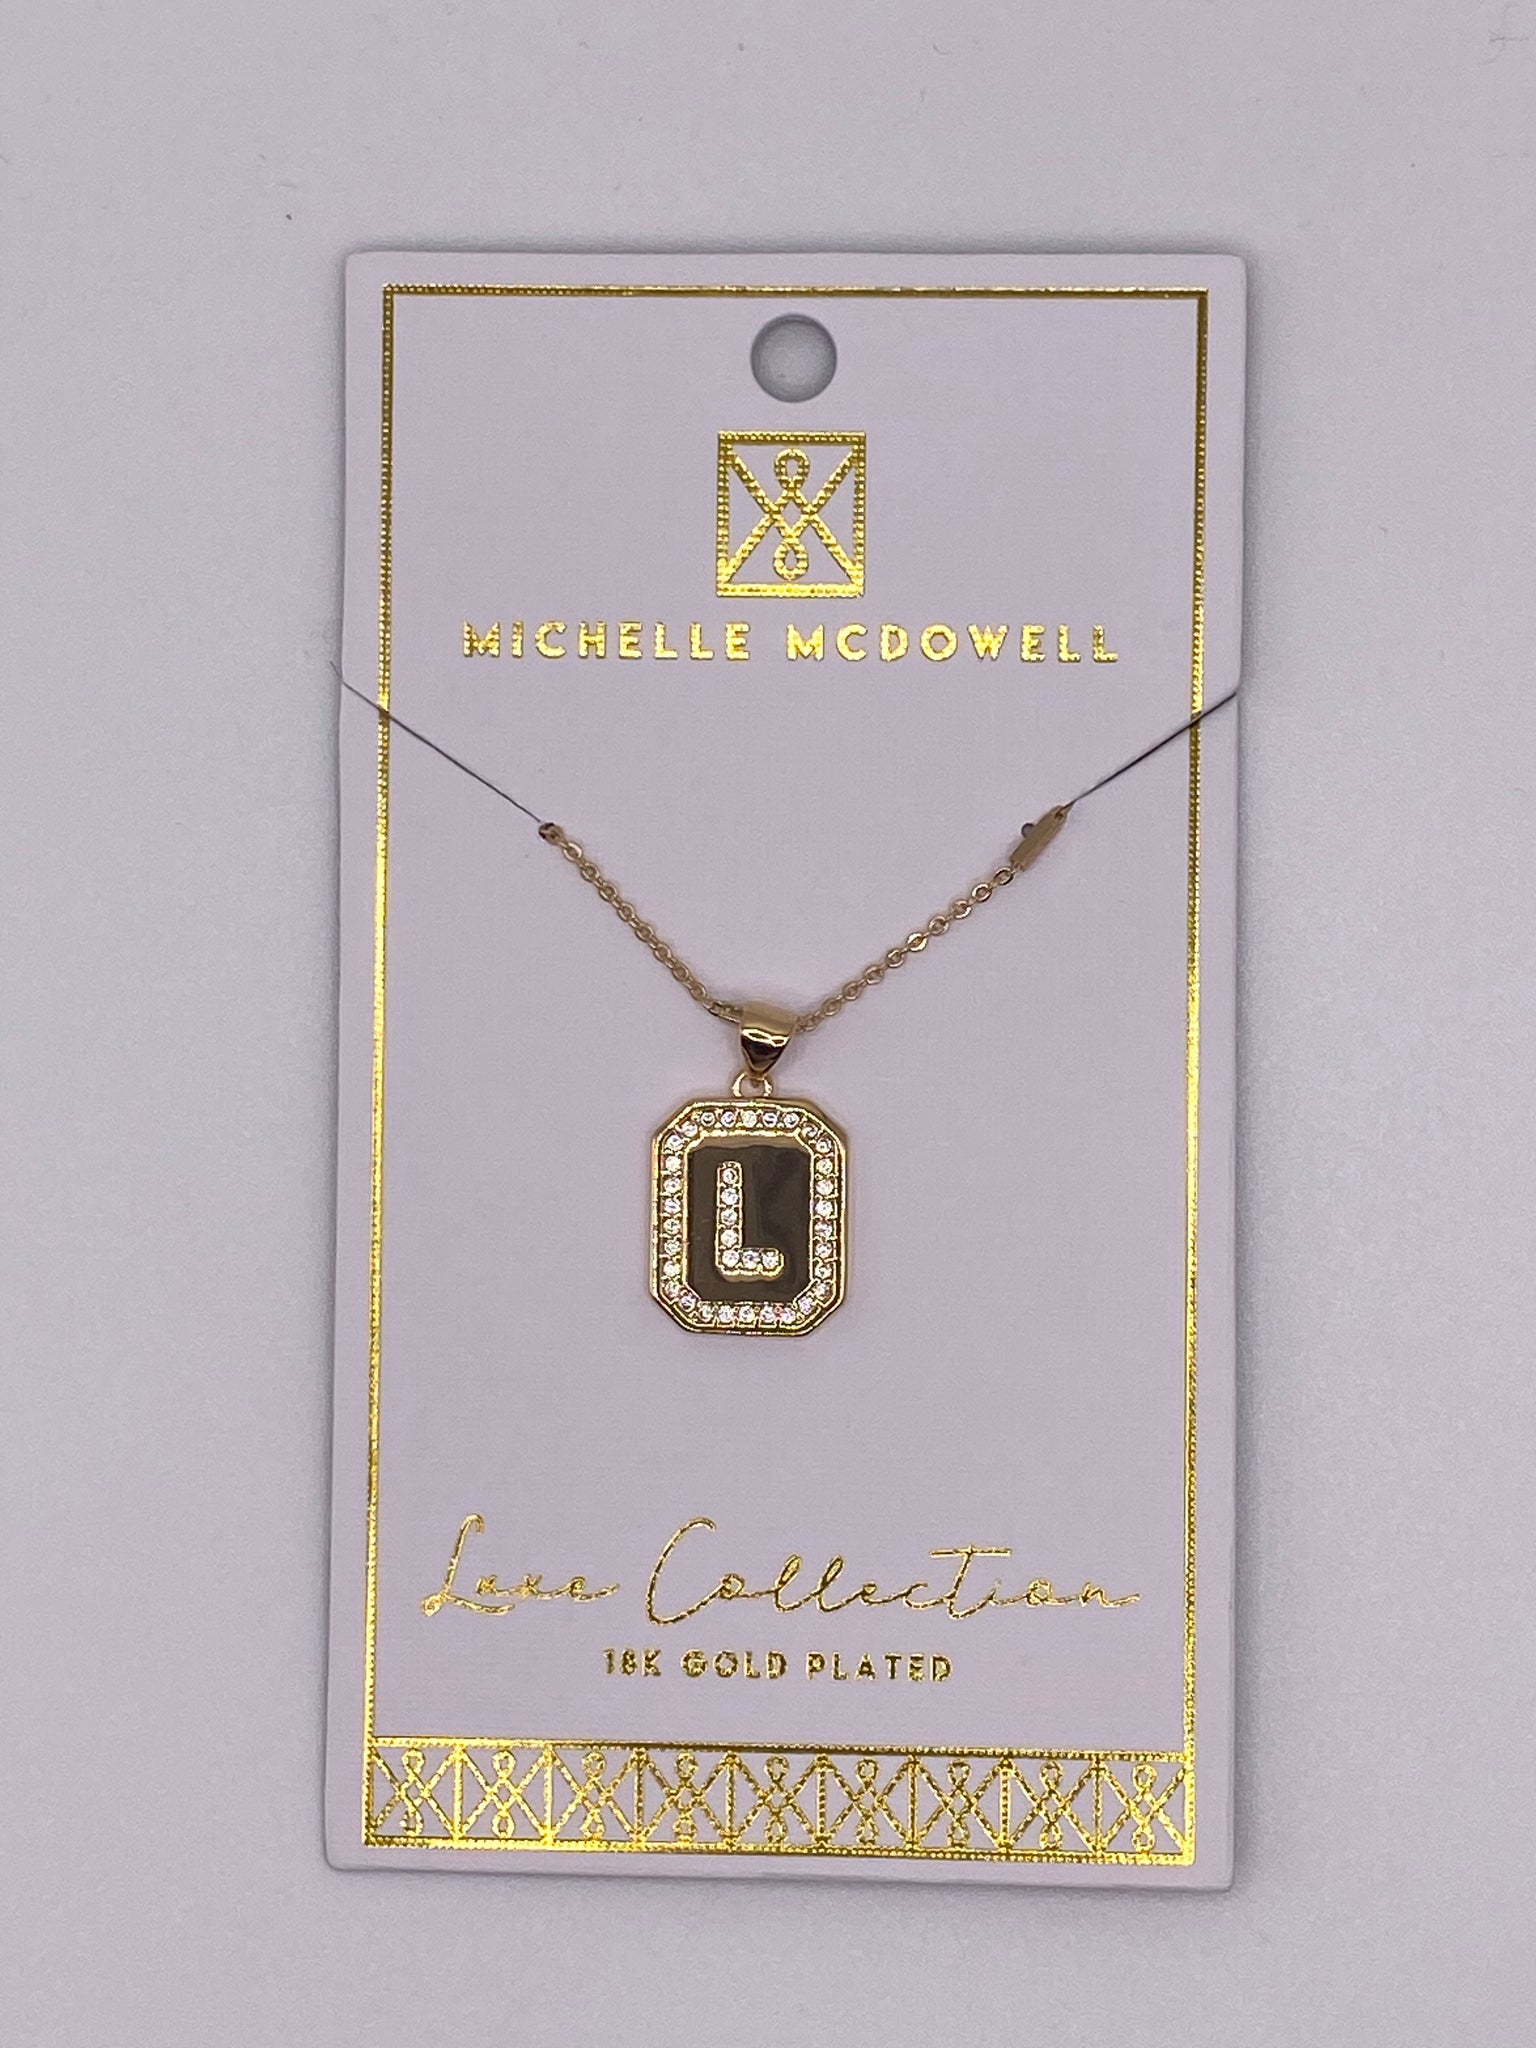 MICHELLE MCDOWELL
L
Luxe Collection
18K GOLD PLATED